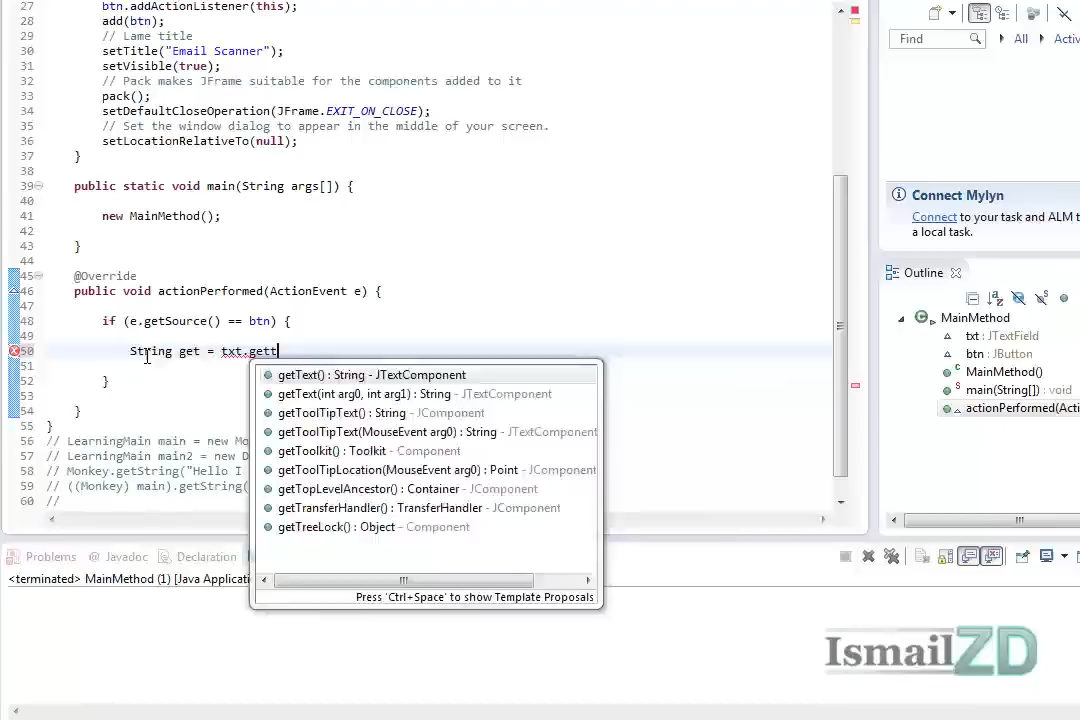 27 btn.addActionListener(this);
28 add(btn);
29 // Lame title
30 setTitle("Email Scanner");
31 setVisible(true);
32 // Pack makes JFrame suitable for the components added to it
33 pack();
34 setDefaultCloseOperation(JFrame.EXIT_ON_CLOSE);
35 // Set the window dialog to appear in the middle of your screen.
36 setLocationRelativeTo(null);
37 }
38
39 public static void main(String args[]) {
40
41 new MainMethod();
42
43 }
44
45 @Override
46 public void actionPerformed(ActionEvent e) {
47
48 if (e.getSource() == btn) {
49
50 String get = txt.gett
51
52 }
53
54 }
55 }
56 // LearningMain main = new Mo
57 // LearningMain main2 = new D
58 // Monkey.getString("Hello I
59 // ((Monkey) main).getString(
60 //
getText() : String - JTextComponent
getText(int arg0, int arg1) : String - JTextComponent
getToolTipText() : String - JComponent
getToolTipText(MouseEvent arg0) : String - JTextComponent
getToolkit() : Toolkit - Component
getToolTipLocation(MouseEvent arg0) : Point - JComponent
getTopLevelAncestor() : Container - JComponent
getTransferHandler() : TransferHandler - JComponent
getTreeLock() : Object - Component
Press 'Ctrl+Space' to show Template Proposals
Find All Activ
Connect Mylyn
Connect to your task and ALM t
a local task.
Outline
MainMethod
txt : JTextField
btn : JButton
MainMethod()
main(String[]) : void
actionPerformed(Acti
Problems @ Javadoc Declaration
<terminated> MainMethod (1) [Java Applicati
IsmailZD